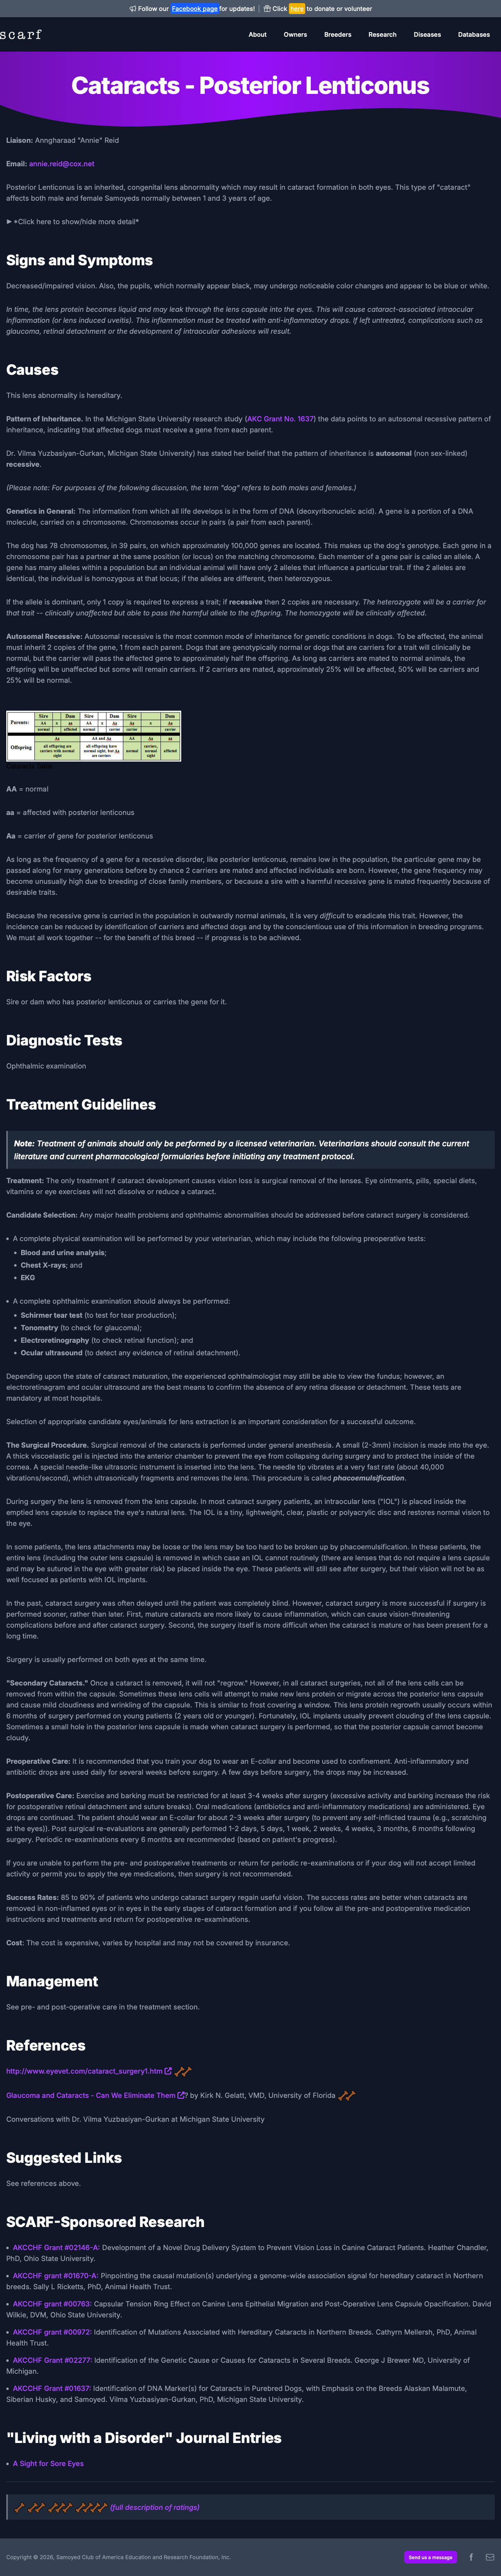 Follow our Facebook page for updates! | Click here to donate or volunteer
scarf
About Owners Breeders Research Diseases Databases
Cataracts - Posterior Lenticonus
Liaison: Anngharaad "Annie" Reid
Email: annie.reid@cox.net
Posterior Lenticonus is an inherited, congenital lens abnormality which may result in cataract formation in both eyes. This type of "cataract"
affects both male and female Samoyeds normally between 1 and 3 years of age.
▶ *Click here to show/hide more detail*
Signs and Symptoms
Decreased/impaired vision. Also, the pupils, which normally appear black, may undergo noticeable color changes and appear to be blue or white.
In time, the lens protein becomes liquid and may leak through the lens capsule into the eyes. This will cause cataract-associated intraocular
inflammation (or lens induced uveitis). This inflammation must be treated with anti-inflammatory drops. If left untreated, complications such as
glaucoma, retinal detachment or the development of intraocular adhesions will result.
Causes
This lens abnormality is hereditary.
Pattern of Inheritance. In the Michigan State University research study (AKC Grant No. 1637) the data points to an autosomal recessive pattern of
inheritance, indicating that affected dogs must receive a gene from each parent.
Dr. Vilma Yuzbasiyan-Gurkan, Michigan State University) has stated her belief that the pattern of inheritance is autosomal (non sex-linked)
recessive.
(Please note: For purposes of the following discussion, the term "dog" refers to both males and females.)
Genetics in General: The information from which all life develops is in the form of DNA (deoxyribonucleic acid). A gene is a portion of a DNA
molecule, carried on a chromosome. Chromosomes occur in pairs (a pair from each parent).
The dog has 78 chromosomes, in 39 pairs, on which approximately 100,000 genes are located. This makes up the dog's genotype. Each gene in a
chromosome pair has a partner at the same position (or locus) on the matching chromosome. Each member of a gene pair is called an allele. A
gene has many alleles within a population but an individual animal will have only 2 alleles that influence a particular trait. If the 2 alleles are
identical, the individual is homozygous at that locus; if the alleles are different, then heterozygous.
If the allele is dominant, only 1 copy is required to express a trait; if recessive then 2 copies are necessary. The heterozygote will be a carrier for
that trait -- clinically unaffected but able to pass the harmful allele to the offspring. The homozygote will be clinically affected.
Autosomal Recessive: Autosomal recessive is the most common mode of inheritance for genetic conditions in dogs. To be affected, the animal
must inherit 2 copies of the gene, 1 from each parent. Dogs that are genotypically normal or dogs that are carriers for a trait will clinically be
normal, but the carrier will pass the affected gene to approximately half the offspring. As long as carriers are mated to normal animals, the
offspring will be unaffected but some will remain carriers. If 2 carriers are mated, approximately 25% will be affected, 50% will be carriers and
25% will be normal.
Parents: Sire Dam Sire Dam Sire Dam
AA x aa AA x Aa Aa x Aa
normal affected normal carrier carrier carrier
Offspring Aa AA and Aa AA Aa aa
all offspring are carriers with normal sight
all offspring have normal sight, but Aa are carriers
normal carriers, normal sight affected
AA = normal
aa = affected with posterior lenticonus
Aa = carrier of gene for posterior lenticonus
As long as the frequency of a gene for a recessive disorder, like posterior lenticonus, remains low in the population, the particular gene may be
passed along for many generations before by chance 2 carriers are mated and affected individuals are born. However, the gene frequency may
become unusually high due to breeding of close family members, or because a sire with a harmful recessive gene is mated frequently because of
desirable traits.
Because the recessive gene is carried in the population in outwardly normal animals, it is very difficult to eradicate this trait. However, the
incidence can be reduced by identification of carriers and affected dogs and by the conscientious use of this information in breeding programs.
We must all work together -- for the benefit of this breed -- if progress is to be achieved.
Risk Factors
Sire or dam who has posterior lenticonus or carries the gene for it.
Diagnostic Tests
Ophthalmic examination
Treatment Guidelines
Note: Treatment of animals should only be performed by a licensed veterinarian. Veterinarians should consult the current
literature and current pharmacological formularies before initiating any treatment protocol.
Treatment: The only treatment if cataract development causes vision loss is surgical removal of the lenses. Eye ointments, pills, special diets,
vitamins or eye exercises will not dissolve or reduce a cataract.
Candidate Selection: Any major health problems and ophthalmic abnormalities should be addressed before cataract surgery is considered.
• A complete physical examination will be performed by your veterinarian, which may include the following preoperative tests:
• Blood and urine analysis;
• Chest X-rays; and
• EKG
• A complete ophthalmic examination should always be performed:
• Schirmer tear test (to test for tear production);
• Tonometry (to check for glaucoma);
• Electroretinography (to check retinal function); and
• Ocular ultrasound (to detect any evidence of retinal detachment).
Depending upon the state of cataract maturation, the experienced ophthalmologist may still be able to view the fundus; however, an
electroretinagram and ocular ultrasound are the best means to confirm the absence of any retina disease or detachment. These tests are
mandatory at most hospitals.
Selection of appropriate candidate eyes/animals for lens extraction is an important consideration for a successful outcome.
The Surgical Procedure. Surgical removal of the cataracts is performed under general anesthesia. A small (2-3mm) incision is made into the eye.
A thick viscoelastic gel is injected into the anterior chamber to prevent the eye from collapsing during surgery and to protect the inside of the
cornea. A special needle-like ultrasonic instrument is inserted into the lens. The needle tip vibrates at a very fast rate (about 40,000
vibrations/second), which ultrasonically fragments and removes the lens. This procedure is called phacoemulsification.
During surgery the lens is removed from the lens capsule. In most cataract surgery patients, an intraocular lens ("IOL") is placed inside the
emptied lens capsule to replace the eye's natural lens. The IOL is a tiny, lightweight, clear, plastic or polyacrylic disc and restores normal vision to
the eye.
In some patients, the lens attachments may be loose or the lens may be too hard to be broken up by phacoemulsification. In these patients, the
entire lens (including the outer lens capsule) is removed in which case an IOL cannot routinely (there are lenses that do not require a lens capsule
and may be sutured in the eye with greater risk) be placed inside the eye. These patients will still see after surgery, but their vision will not be as
well focused as patients with IOL implants.
In the past, cataract surgery was often delayed until the patient was completely blind. However, cataract surgery is more successful if surgery is
performed sooner, rather than later. First, mature cataracts are more likely to cause inflammation, which can cause vision-threatening
complications before and after cataract surgery. Second, the surgery itself is more difficult when the cataract is mature or has been present for a
long time.
Surgery is usually performed on both eyes at the same time.
"Secondary Cataracts." Once a cataract is removed, it will not "regrow." However, in all cataract surgeries, not all of the lens cells can be
removed from within the capsule. Sometimes these lens cells will attempt to make new lens protein or migrate across the posterior lens capsule
and cause cloudiness and wrinkling of the capsule. This is similar to frost covering a window. This lens protein regrowth usually occurs within
6 months of surgery performed on young patients (2 years old or younger). Fortunately, IOL implants usually prevent clouding of the lens capsule.
Sometimes a small hole in the posterior lens capsule is made when cataract surgery is performed, so that the posterior capsule cannot become
cloudy.
Preoperative Care: It is recommended that you train your dog to wear an E-collar and become used to confinement. Anti-inflammatory and
antibiotic drops are used daily for several weeks before surgery. A few days before surgery, the drops may be increased.
Postoperative Care: Exercise and barking must be restricted for at least 3-4 weeks after surgery (excessive activity and barking increase the risk
for postoperative retinal detachment and suture breaks). Oral medications (antibiotics and anti-inflammatory medications) are administered. Eye
drops are continued. The patient should wear an E-collar for about 2-3 weeks after surgery (to prevent any self-inflicted trauma (e.g., scratching
at the eye)). Post surgical re-evaluations are generally performed 1-2 days, 5 days, 1 week, 2 weeks, 4 weeks, 3 months, 6 months following
surgery. Periodic re-examinations every 6 months are recommended (based on patient's progress).
If you are unable to perform the pre- and postoperative treatments or return for periodic re-examinations or if your dog will not accept limited
activity or permit you to apply the eye medications, then surgery is not recommended.
Success Rates: 85 to 90% of patients who undergo cataract surgery regain useful vision. The success rates are better when cataracts are
removed in non-inflamed eyes or in eyes in the early stages of cataract formation and if you follow all the pre-and postoperative medication
instructions and treatments and return for postoperative re-examinations.
Cost: The cost is expensive, varies by hospital and may not be covered by insurance.
Management
See pre- and post-operative care in the treatment section.
References
http://www.eyevet.com/cataract_surgery1.htm
Glaucoma and Cataracts - Can We Eliminate Them? by Kirk N. Gelatt, VMD, University of Florida
Conversations with Dr. Vilma Yuzbasiyan-Gurkan at Michigan State University
Suggested Links
See references above.
SCARF-Sponsored Research
• AKCCHF Grant #02146-A: Development of a Novel Drug Delivery System to Prevent Vision Loss in Canine Cataract Patients. Heather Chandler,
PhD, Ohio State University.
• AKCCHF grant #01670-A: Pinpointing the causal mutation(s) underlying a genome-wide association signal for hereditary cataract in Northern
breeds. Sally L Ricketts, PhD, Animal Health Trust.
• AKCCHF grant #00763: Capsular Tension Ring Effect on Canine Lens Epithelial Migration and Post-Operative Lens Capsule Opacification. David
Wilkie, DVM, Ohio State University.
• AKCCHF grant #00972: Identification of Mutations Associated with Hereditary Cataracts in Northern Breeds. Cathryn Mellersh, PhD, Animal
Health Trust.
• AKCCHF Grant #02277: Identification of the Genetic Cause or Causes for Cataracts in Several Breeds. George J Brewer MD, University of
Michigan.
• AKCCHF Grant #01637: Identification of DNA Marker(s) for Cataracts in Purebred Dogs, with Emphasis on the Breeds Alaskan Malamute,
Siberian Husky, and Samoyed. Vilma Yuzbasiyan-Gurkan, PhD, Michigan State University.
"Living with a Disorder" Journal Entries
• A Sight for Sore Eyes
(full description of ratings)
Copyright © 2026, Samoyed Club of America Education and Research Foundation, Inc.
Send us a message